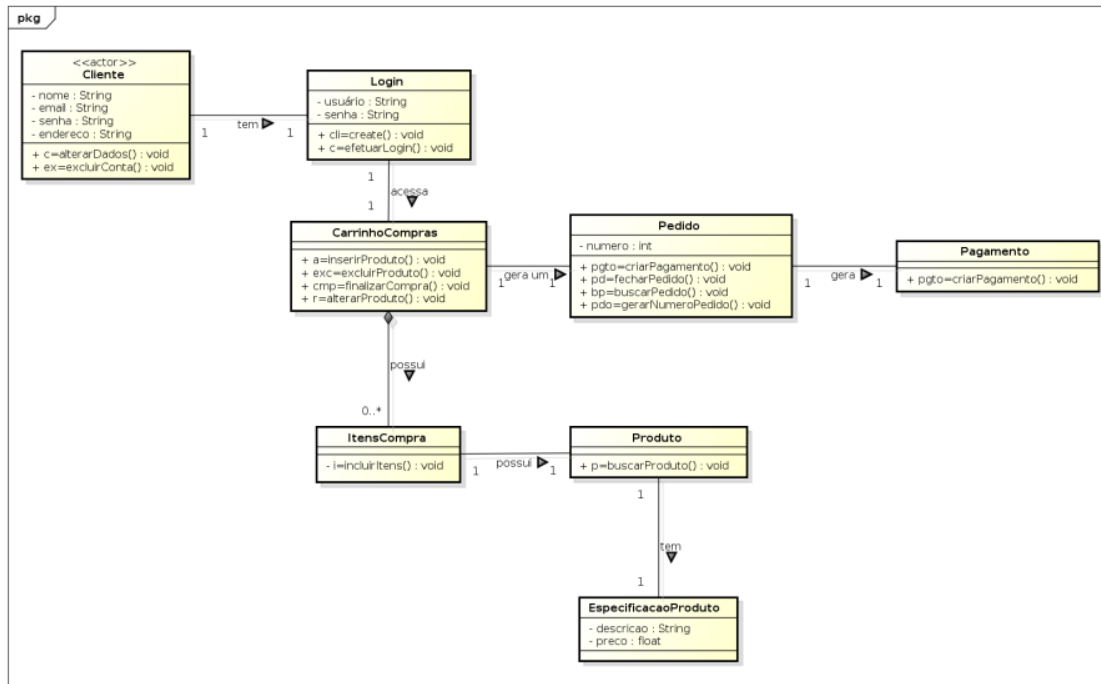 pkg
<<actor>>
Cliente
- nome : String
- email : String
- senha : String
- endereco : String
+ c=alterarDados() : void
+ ex=excluirConta() : void
1
tem
1
Login
- usuário : String
- senha : String
+ cli=create() : void
+ c=efetuarLogin() : void
1
acessa
1
CarrinhoCompras
+ a=inserirProduto() : void
+ exc=excluirProduto() : void
+ cmp=finalizarCompra() : void
+ r=alterarProduto() : void
1
gera um
1
Pedido
- numero : int
+ pgto=criarPagamento() : void
+ pd=fecharPedido() : void
+ bp=buscarPedido() : void
+ pdo=gerarNumeroPedido() : void
1
gera
1
Pagamento
+ pgto=criarPagamento() : void
possui
0..*
ItensCompra
- i=incluirItens() : void
1
possui
1
Produto
+ p=buscarProduto() : void
1
tem
1
EspecificacaoProduto
- descricao : String
- preco : float